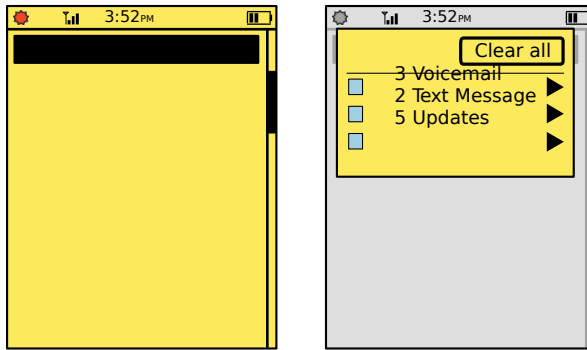 3:52PM
3:52PM
Clear all
3 Voicemail
2 Text Message
5 Updates